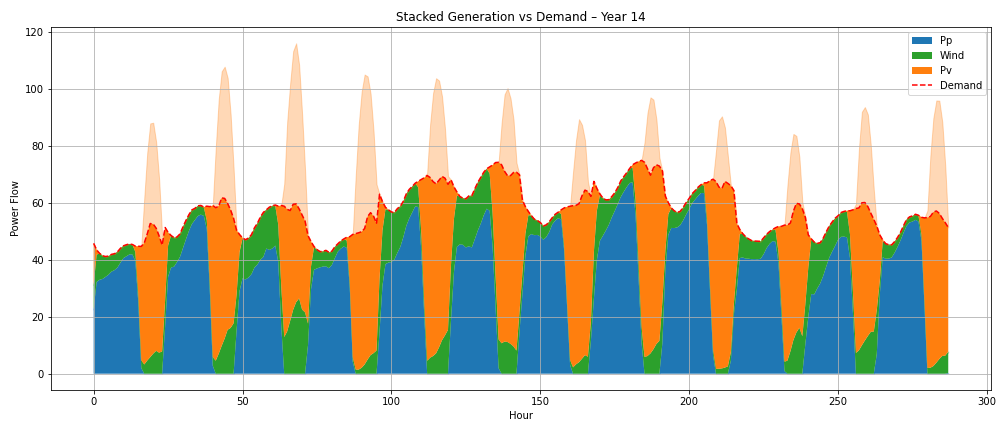 Stacked Generation vs Demand – Year 14
Power Flow
120
100
80
60
40
20
0
Pp
Wind
Pv
Demand
0
50
100
150
200
250
300
Hour